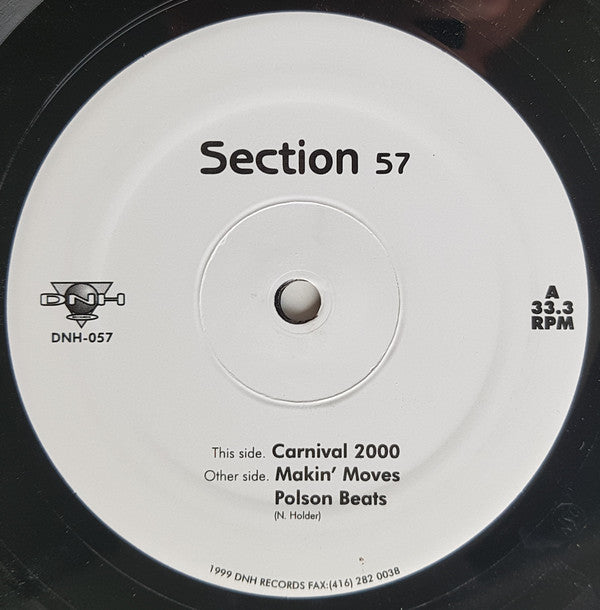 Section 57
DNH
DNH-057
A
33.3
RPM
This side. Carnival 2000
Other side. Makin' Moves
Polson Beats
(N. Holder)
1999 DNH RECORDS FAX:(416) 282 0038